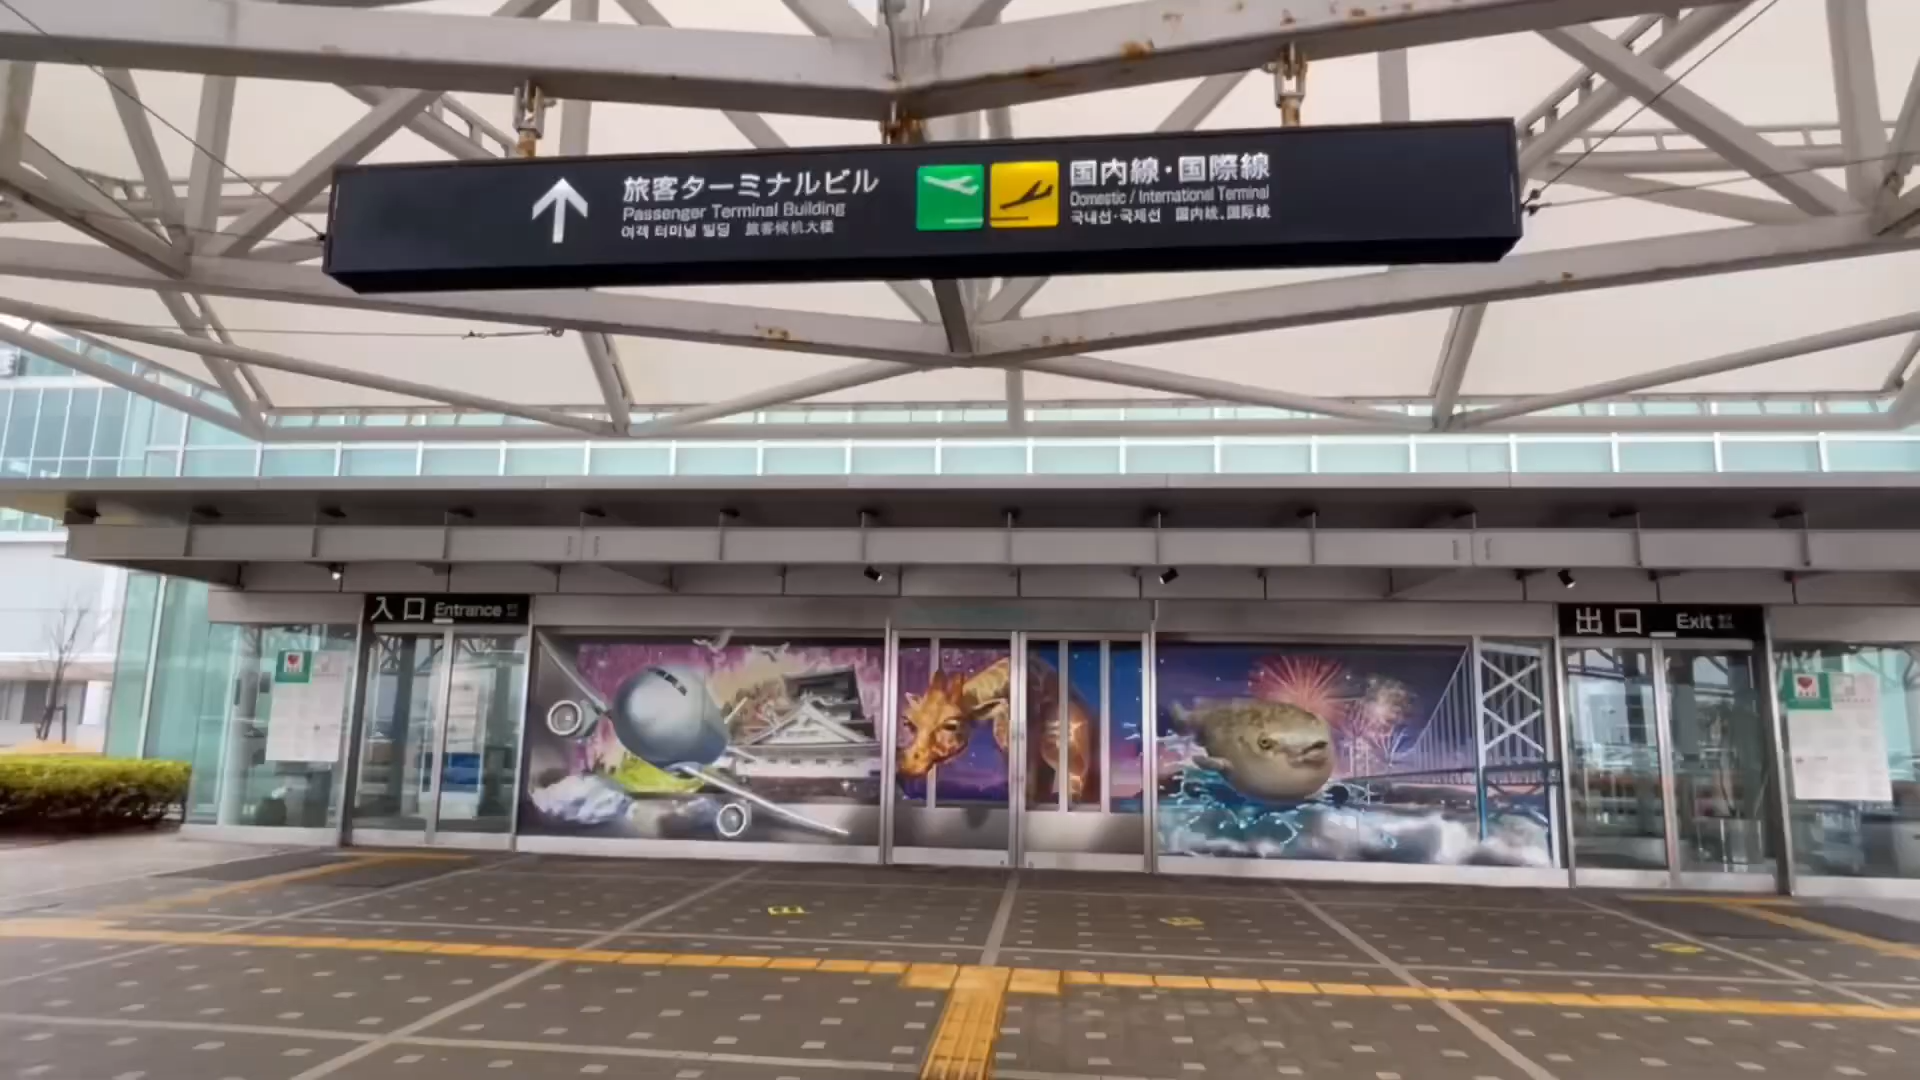 旅客ターミナルビル
Passenger Terminal Building
여객 터미널 빌딩 旅客候机大楼
国内線・国際線
Domestic / International Terminal
국내선·국제선 国内线.国际线
入口 Entrance
出口 Exit